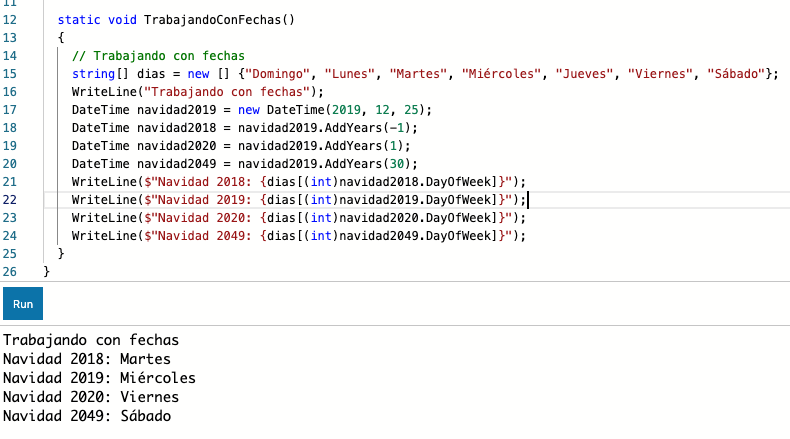 11
12 static void TrabajandoConFechas()
13 {
14 // Trabajando con fechas
15 string[] dias = new [] {"Domingo", "Lunes", "Martes", "Miércoles", "Jueves", "Viernes", "Sábado"};
16 WriteLine("Trabajando con fechas");
17 DateTime navidad2019 = new DateTime(2019, 12, 25);
18 DateTime navidad2018 = navidad2019.AddYears(-1);
19 DateTime navidad2020 = navidad2019.AddYears(1);
20 DateTime navidad2049 = navidad2019.AddYears(30);
21 WriteLine($"Navidad 2018: {dias[(int)navidad2018.DayOfWeek]}");
22 WriteLine($"Navidad 2019: {dias[(int)navidad2019.DayOfWeek]}");
23 WriteLine($"Navidad 2020: {dias[(int)navidad2020.DayOfWeek]}");
24 WriteLine($"Navidad 2049: {dias[(int)navidad2049.DayOfWeek]}");
25 }
26 }
Run
Trabajando con fechas
Navidad 2018: Martes
Navidad 2019: Miércoles
Navidad 2020: Viernes
Navidad 2049: Sábado